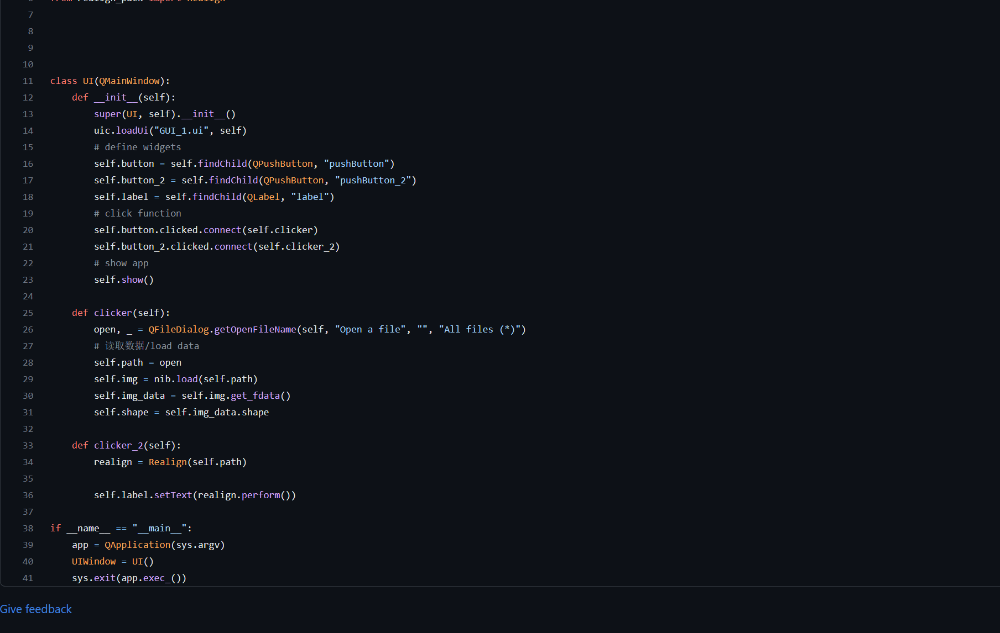 7
8
9
10
11 class UI(QMainWindow):
12     def __init__(self):
13         super(UI, self).__init__()
14         uic.loadUi("GUI_1.ui", self)
15         # define widgets
16         self.button = self.findChild(QPushButton, "pushButton")
17         self.button_2 = self.findChild(QPushButton, "pushButton_2")
18         self.label = self.findChild(QLabel, "label")
19         # click function
20         self.button.clicked.connect(self.clicker)
21         self.button_2.clicked.connect(self.clicker_2)
22         # show app
23         self.show()
24
25     def clicker(self):
26         open, _ = QFileDialog.getOpenFileName(self, "Open a file", "", "All files (*)")
27         # 读取数据/load data
28         self.path = open
29         self.img = nib.load(self.path)
30         self.img_data = self.img.get_fdata()
31         self.shape = self.img_data.shape
32
33     def clicker_2(self):
34         realign = Realign(self.path)
35
36         self.label.setText(realign.perform())
37
38 if __name__ == "__main__":
39     app = QApplication(sys.argv)
40     UIWindow = UI()
41     sys.exit(app.exec_())
Give feedback